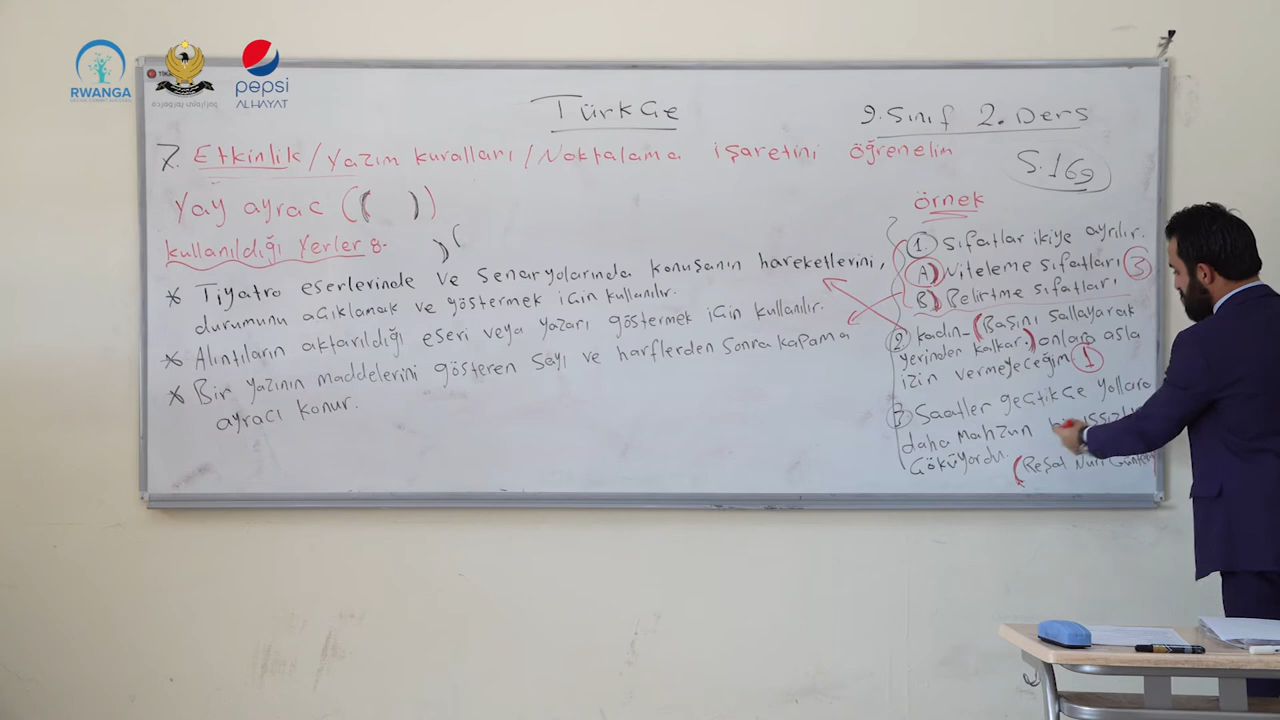 RWANGA
pepsi
ALHAYAT
Türkçe
9. Sınıf 2. Ders
7. Etkinlik / Yazım kuralları / Noktalama işaretini öğrenelim
S.169
Yay ayraç (( ))
kullanıldığı Yerler 8-
* Tiyatro eserlerinde ve senaryolarında konuşanın hareketlerini,
durumunu açıklamak ve göstermek için kullanılır.
* Alıntıların aktarıldığı eseri veya yazarı göstermek için kullanılır.
* Bir yazının maddelerini gösteren sayı ve harflerden sonra kapama
ayracı konur.
örnek
1. Sıfatlar ikiye ayrılır.
A) Niteleme sıfatları 3
B) Belirtme sıfatları
2 kadın - (Başını sallayarak
yerinden kalkar.) onlara asla
izin vermeyeceğim 1
3 Saatler geçtikçe yollara
daha mahzun
çöküyordu.
(Reşat Nuri